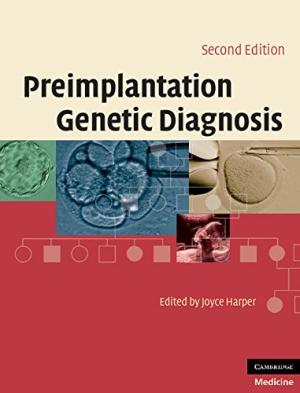 Second Edition
Preimplantation
Genetic Diagnosis
Edited by Joyce Harper
CAMBRIDGE
Medicine